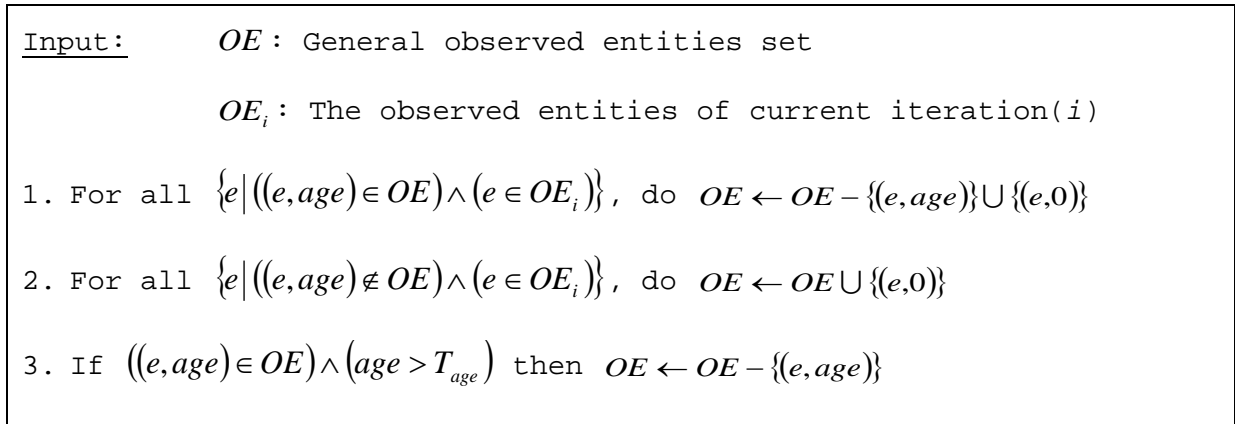 Input: OE : General observed entities set
OE_i : The observed entities of current iteration(i)
1. For all {e|((e,age)∈OE)∧(e∈OE_i)}, do OE ← OE − {(e,age)}∪{(e,0)}
2. For all {e|((e,age)∉OE)∧(e∈OE_i)}, do OE ← OE ∪{(e,0)}
3. If ((e,age)∈OE)∧(age > T_age) then OE ← OE − {(e,age)}